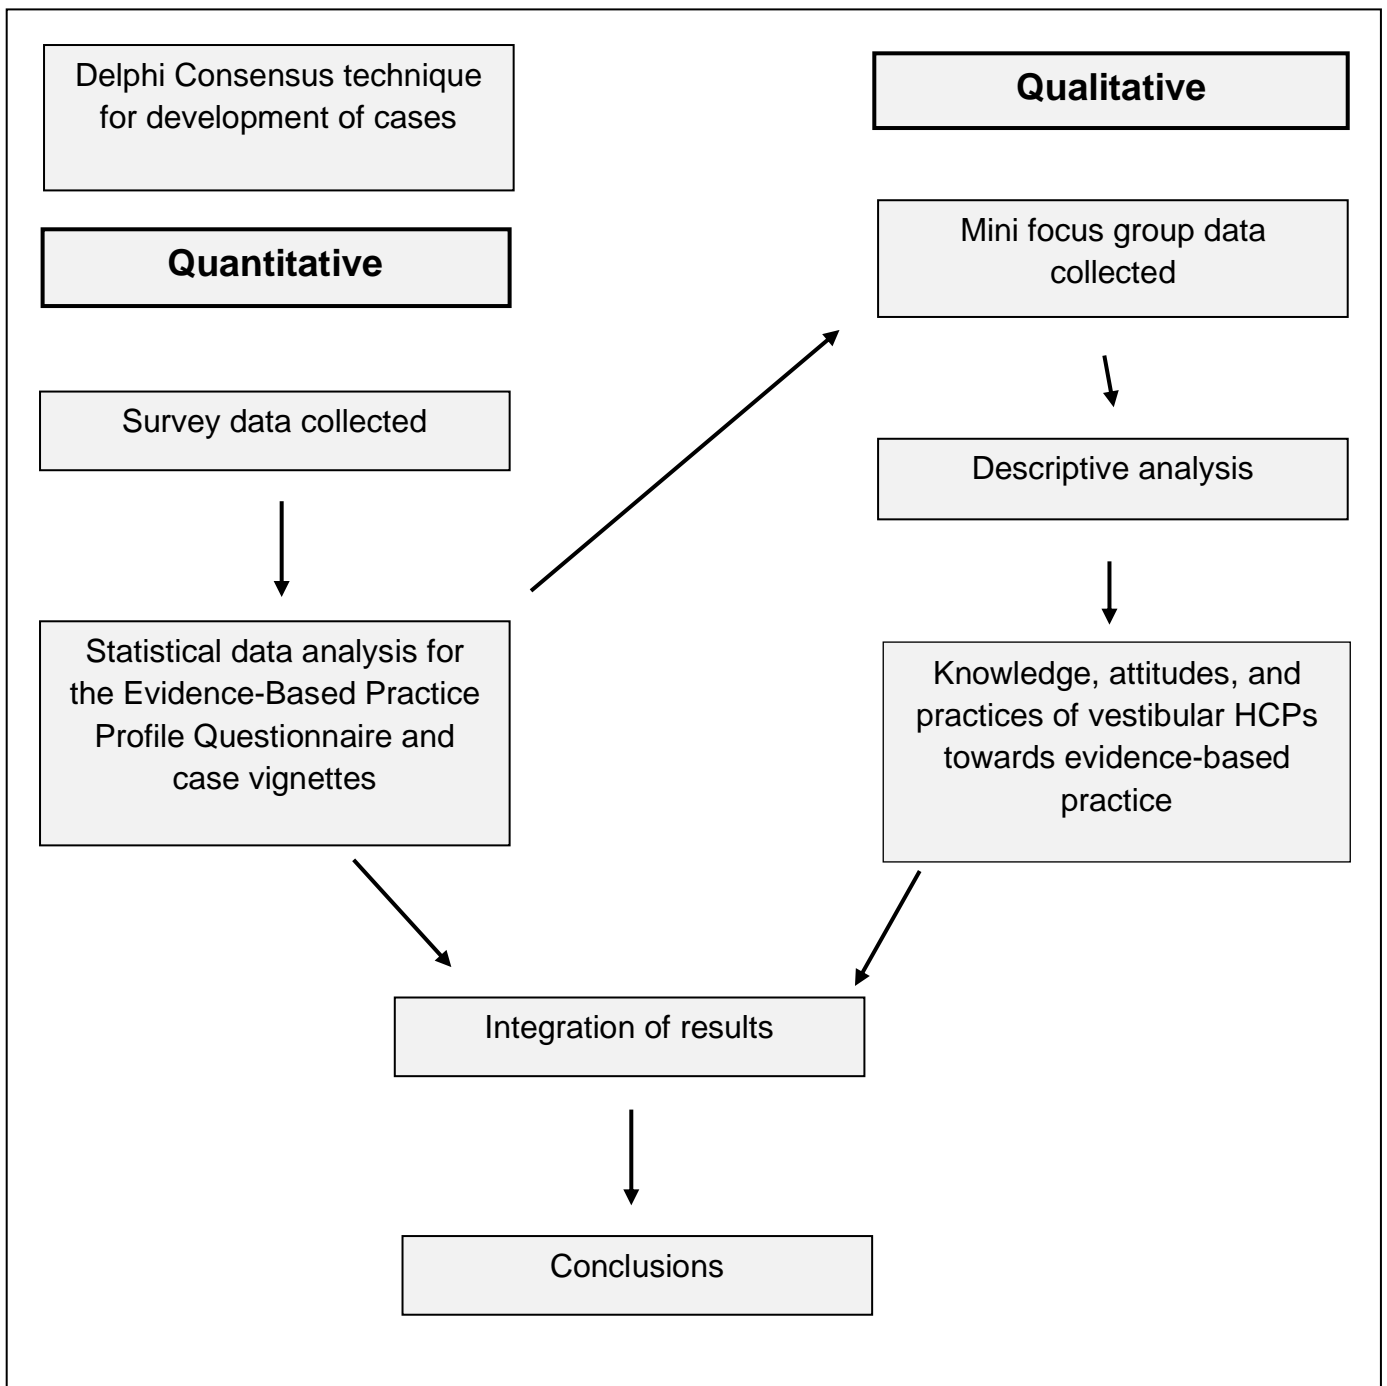 Delphi Consensus technique
for development of cases
Quantitative
Survey data collected
Statistical data analysis for
the Evidence-Based Practice
Profile Questionnaire and
case vignettes
Qualitative
Mini focus group data
collected
Descriptive analysis
Knowledge, attitudes, and
practices of vestibular HCPs
towards evidence-based
practice
Integration of results
Conclusions